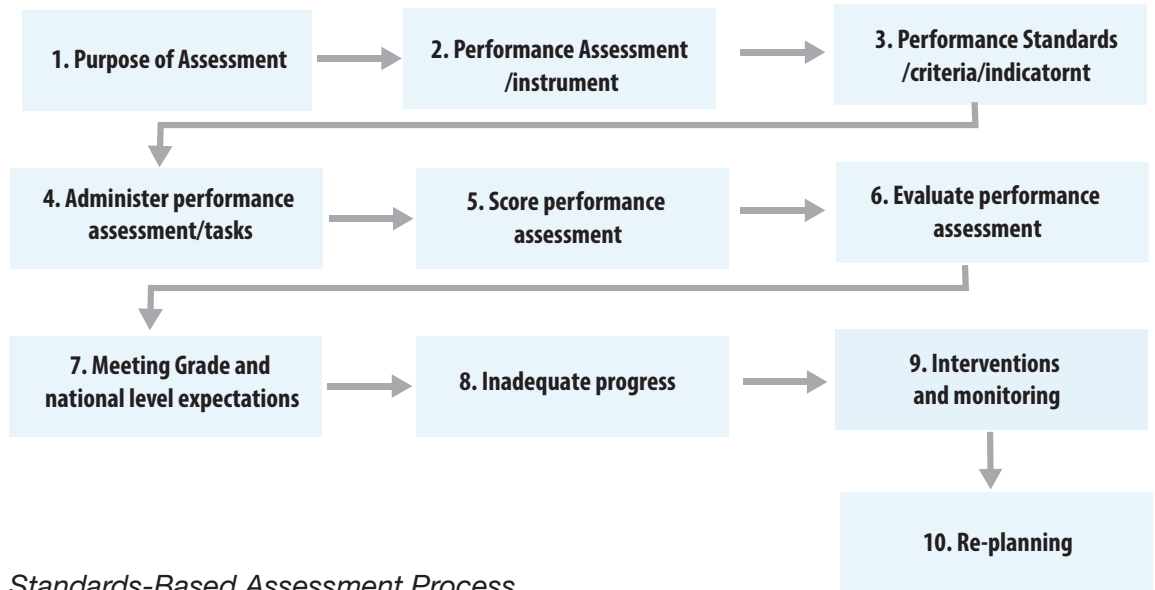 1. Purpose of Assessment
2. Performance Assessment
/instrument
3. Performance Standards
/criteria/indicatornt
4. Administer performance
assessment/tasks
5. Score performance
assessment
6. Evaluate performance
assessment
7. Meeting Grade and
national level expectations
8. Inadequate progress
9. Interventions
and monitoring
10. Re-planning
Standards-Based Assessment Process